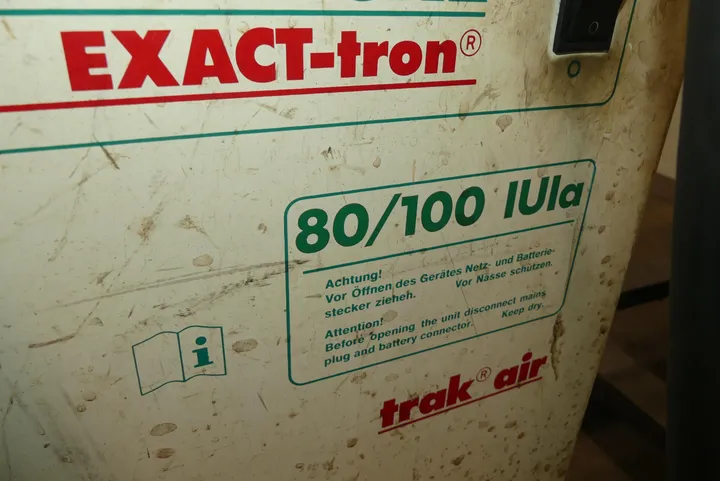 EXACT-tron®
80/100 IUIa
Achtung!
Vor Öffnen des Gerätes Netz- und Batterie-
stecker ziehen. Vor Nässe schützen.
Attention!
Before opening the unit disconnect mains
plug and battery connector. Keep dry.
i
trak® air